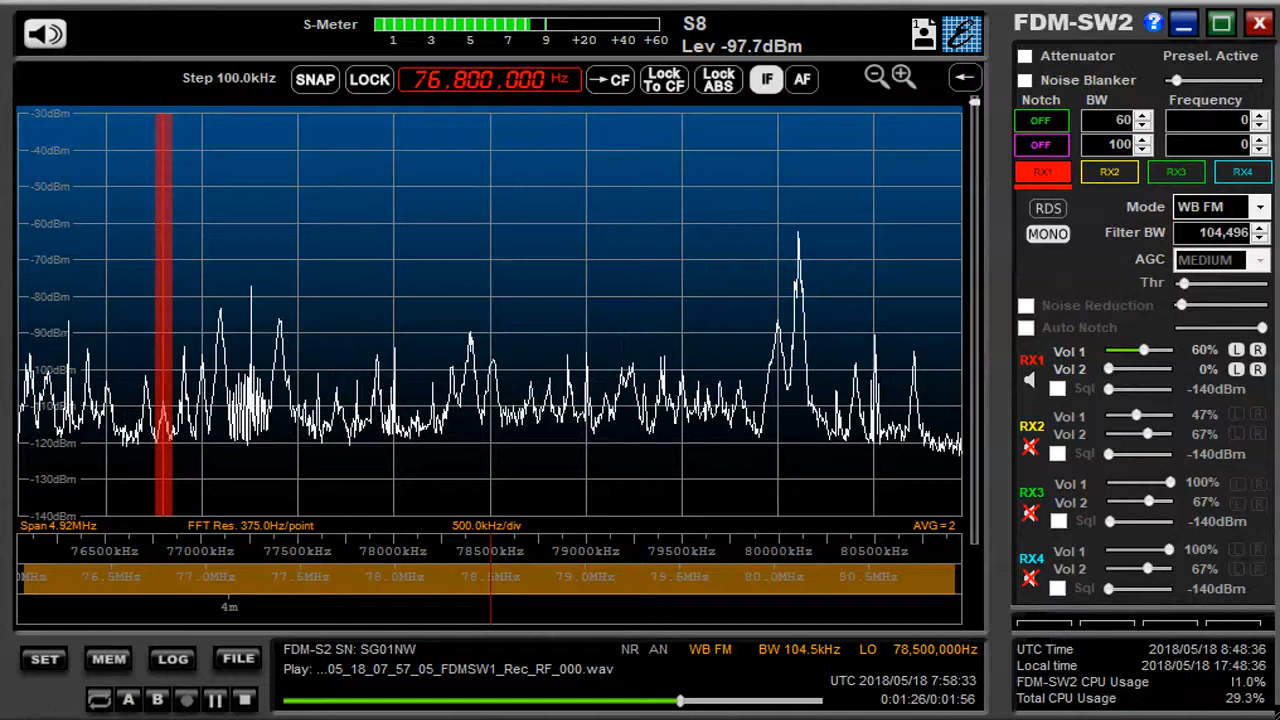 S-Meter
S8
1 3 5 7 9 +20 +40 +60
Lev -97.7dBm
FDM-SW2 ?
1
Step 100.0kHz SNAP LOCK 76,800,000 Hz →CF Lock To CF Lock ABS IF AF
-30dBm
-40dBm
-50dBm
-60dBm
-70dBm
-80dBm
-90dBm
-100dBm
-110dBm
-120dBm
-130dBm
-140dBm
Span 4.92MHz FFT Res. 375.0Hz/point 500.0kHz/div AVG=2
76500kHz 77000kHz 77500kHz 78000kHz 78500kHz 79000kHz 79500kHz 80000kHz 80500kHz
0MHz 76.5MHz 77.0MHz 77.5MHz 78.0MHz 78.5MHz 79.0MHz 79.5MHz 80.0MHz 80.5MHz
4m
SET MEM LOG FILE
A B
FDM-S2 SN: SG01NW NR AN WB FM BW 104.5kHz LO 78,500,000Hz
Play: ...05_18_07_57_05_FDMSW1_Rec_RF_000.wav
UTC 2018/05/18 7:58:33
0:01:26/0:01:56
Attenuator Presel. Active
Noise Blanker
Notch BW Frequency
OFF 60 0
OFF 100 0
RX1 RX2 RX3 RX4
RDS Mode WB FM
MONO Filter BW 104,496
AGC MEDIUM
Thr
Noise Reduction
Auto Notch
RX1 Vol 1 60% L R
Vol 2 0% L R
Sql -140dBm
RX2 Vol 1 47% L R
Vol 2 67% L R
Sql -140dBm
RX3 Vol 1 100% L R
Vol 2 67% L R
Sql -140dBm
RX4 Vol 1 100% L R
Vol 2 67% L R
Sql -140dBm
UTC Time 2018/05/18 8:48:36
Local time 2018/05/18 17:48:36
FDM-SW2 CPU Usage 11.0%
Total CPU Usage 29.3%